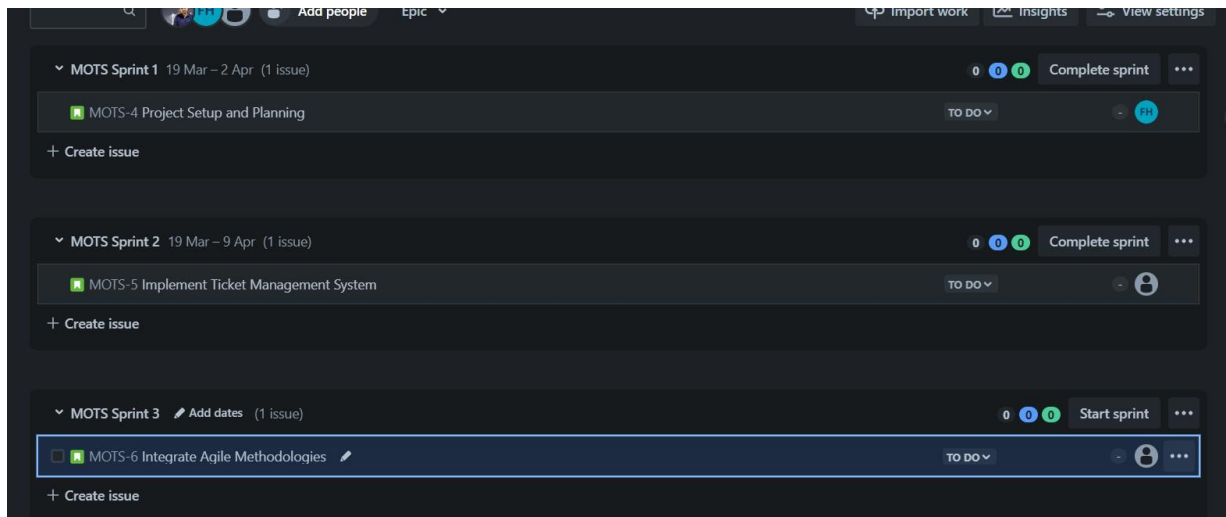 FH Add people Epic Import work Insights View settings
MOTS Sprint 1 19 Mar – 2 Apr (1 issue) 0 0 0 Complete sprint •••
MOTS-4 Project Setup and Planning TO DO - FH
+ Create issue
MOTS Sprint 2 19 Mar – 9 Apr (1 issue) 0 0 0 Complete sprint •••
MOTS-5 Implement Ticket Management System TO DO -
+ Create issue
MOTS Sprint 3 Add dates (1 issue) 0 0 0 Start sprint •••
MOTS-6 Integrate Agile Methodologies TO DO - •••
+ Create issue